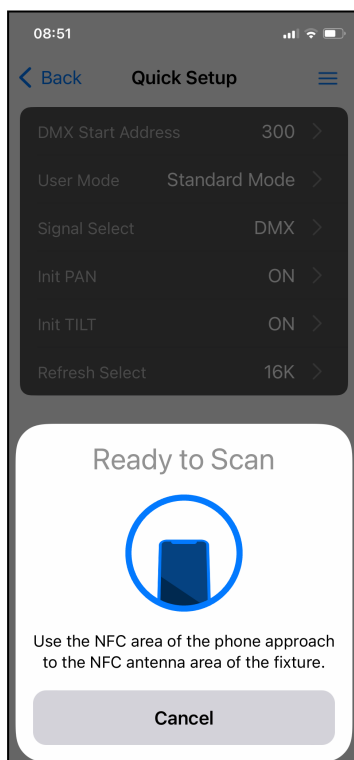 08:51
Back Quick Setup
DMX Start Address 300
User Mode Standard Mode
Signal Select DMX
Init PAN ON
Init TILT ON
Refresh Select 16K
Ready to Scan
Use the NFC area of the phone approach
to the NFC antenna area of the fixture.
Cancel